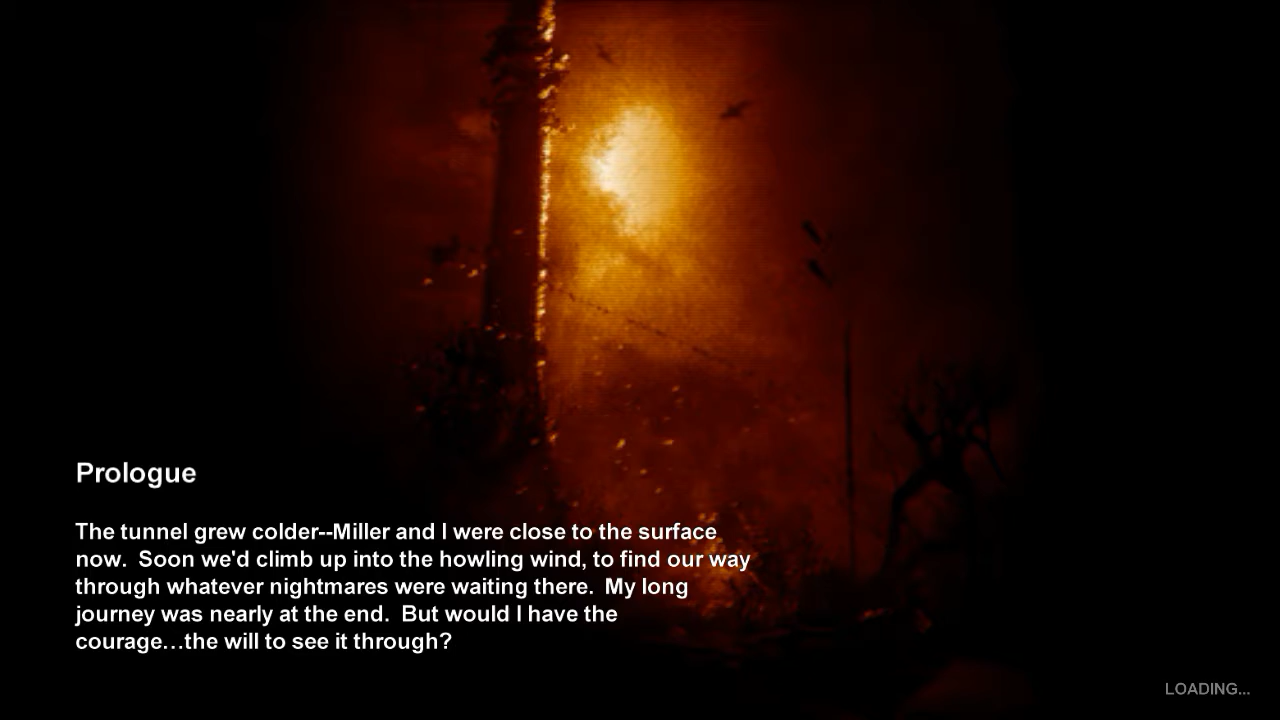 Prologue
The tunnel grew colder--Miller and I were close to the surface
now.  Soon we'd climb up into the howling wind, to find our way
through whatever nightmares were waiting there.  My long
journey was nearly at the end.  But would I have the
courage…the will to see it through?
LOADING...